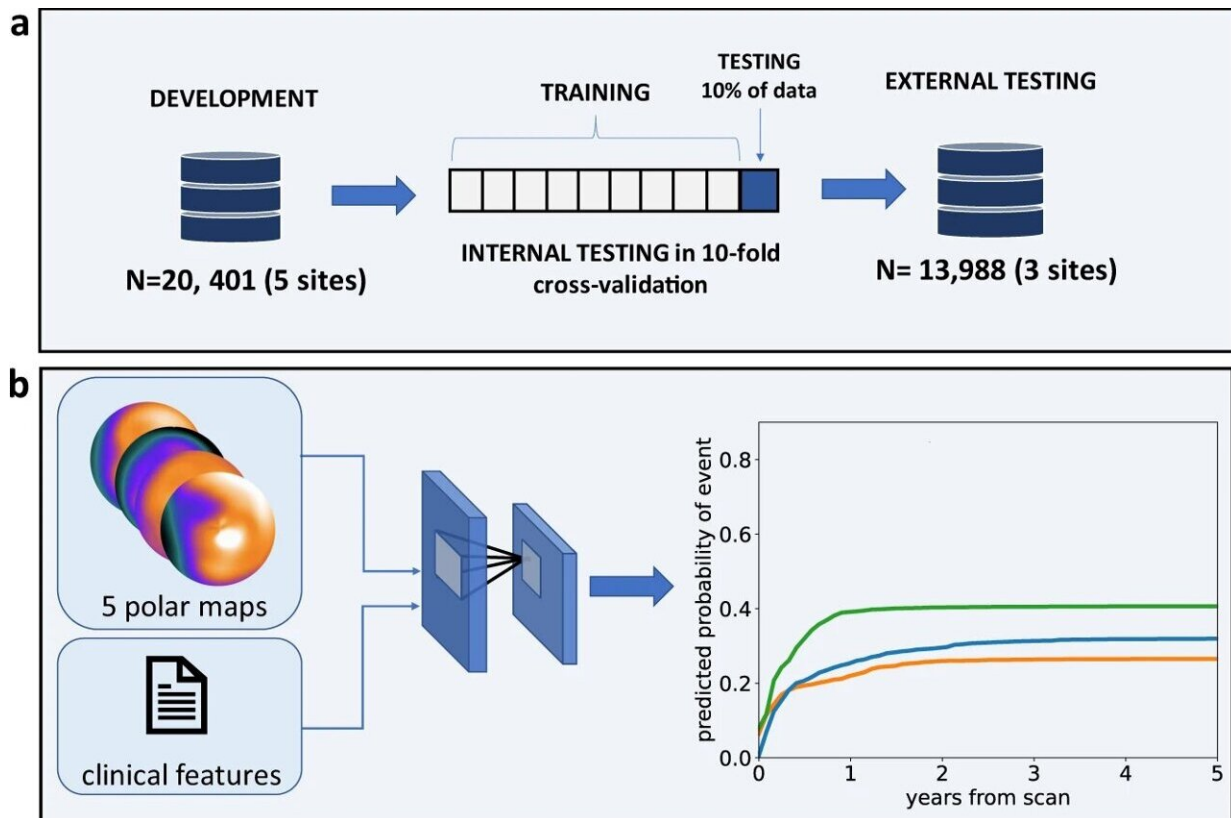 a
DEVELOPMENT
N=20, 401 (5 sites)
TRAINING
TESTING
10% of data
INTERNAL TESTING in 10-fold
cross-validation
EXTERNAL TESTING
N= 13,988 (3 sites)
b
5 polar maps
clinical features
predicted probability of event
0.8
0.6
0.4
0.2
0.0
0 1 2 3 4 5
years from scan